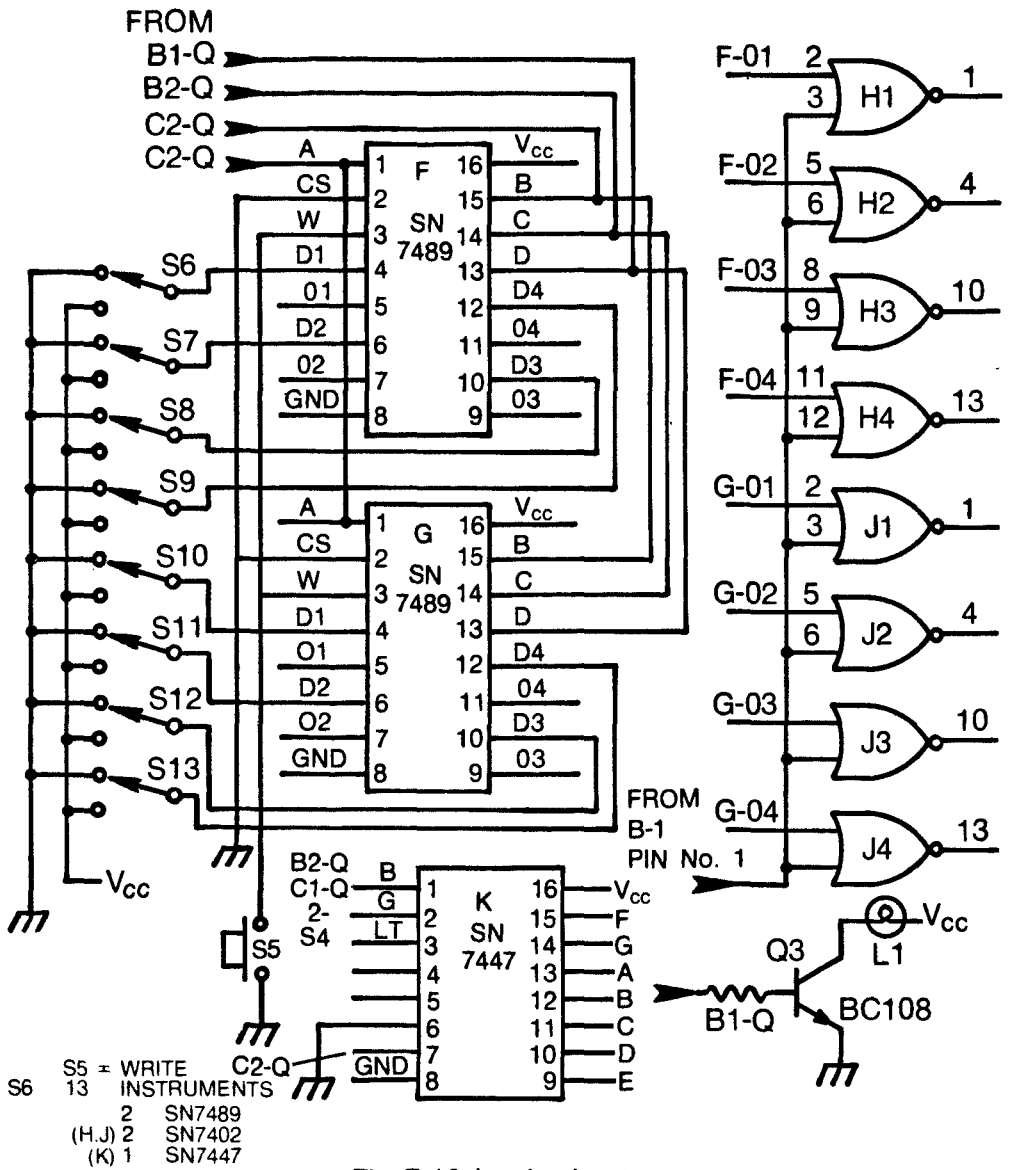 FROM
B1-Q
B2-Q
C2-Q
C2-Q
A
CS
W
D1
01
D2
02
GND
1
2
3
4
5
6
7
8
F
SN
7489
16
15
14
13
12
11
10
9
Vcc
B
C
D
D4
04
D3
03
S6
S7
S8
S9
S10
S11
S12
S13
Vcc
A
CS
W
D1
O1
D2
O2
GND
1
2
3
4
5
6
7
8
G
SN
7489
16
15
14
13
12
11
10
9
Vcc
B
C
D
D4
04
D3
03
F-01 2 3 H1 1
F-02 5 6 H2 4
F-03 8 9 H3 10
F-04 11 12 H4 13
G-01 2 3 J1 1
G-02 5 6 J2 4
G-03 J3 10
G-04 J4 13
FROM
B-1
PIN No. 1
B2-Q
C1-Q
2-
S4
B
G
LT
C2-Q
GND
1
2
3
4
5
6
7
8
K
SN
7447
16
15
14
13
12
11
10
9
Vcc
F
G
A
B
C
D
E
S5
Q3
L1
Vcc
B1-Q
BC108
S5 = WRITE
S6 13 INSTRUMENTS
2 SN7489
(H.J) 2 SN7402
(K) 1 SN7447